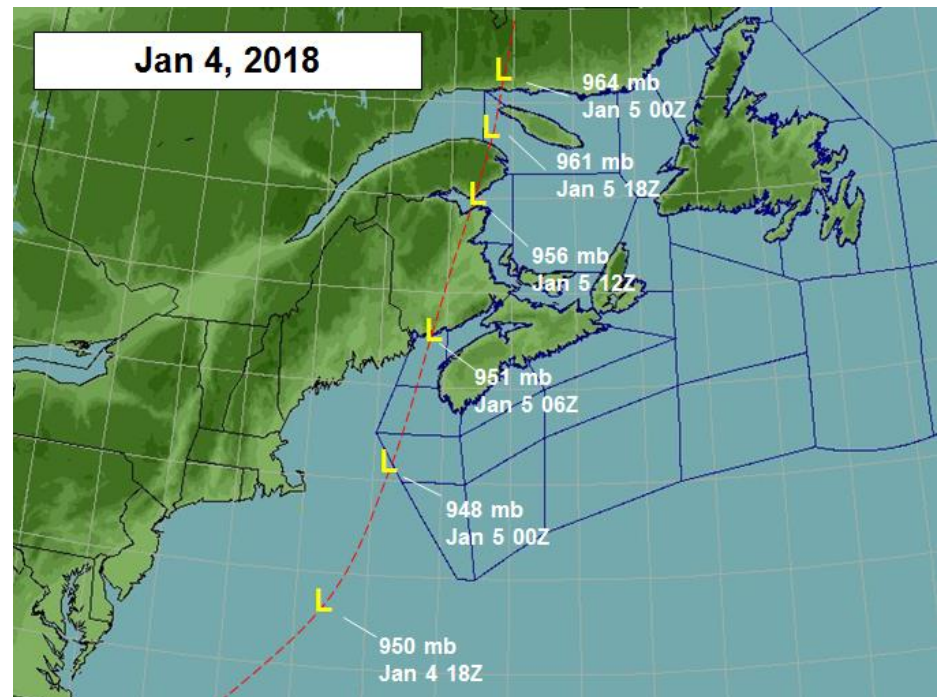 Jan 4, 2018
L
964 mb
Jan 5 00Z
L
961 mb
Jan 5 18Z
L
956 mb
Jan 5 12Z
L
951 mb
Jan 5 06Z
L
948 mb
Jan 5 00Z
L
950 mb
Jan 4 18Z